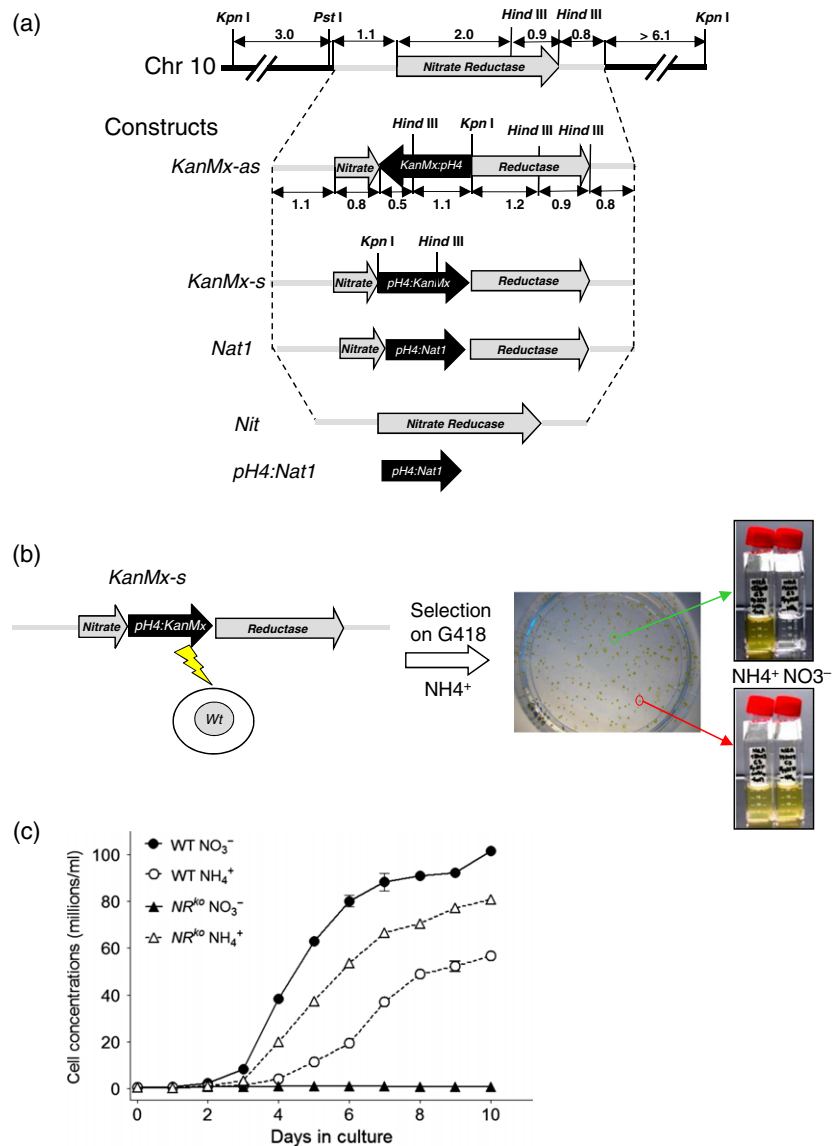 (a)
Kpn I
Pst I
Hind III
Hind III
Kpn I
3.0
1.1
2.0
0.9
0.8
> 6.1
Chr 10
Nitrate Reductase
Constructs
Hind III
Kpn I
Hind III
Hind III
KanMx-as
Nitrate
KanMx:pH4
Reductase
1.1
0.8
0.5
1.1
1.2
0.9
0.8
Kpn I
Hind III
KanMx-s
Nitrate
pH4:KanMx
Reductase
Nat1
Nitrate
pH4:Nat1
Reductase
Nit
Nitrate Reducase
pH4:Nat1
pH4:Nat1
(b)
KanMx-s
Nitrate
pH4:KanMx
Reductase
Wt
Selection
on G418
NH4+
NH4+ NO3−
(c)
Cell concentrations (millions/ml)
100
80
60
40
20
0
WT NO3−
WT NH4+
NRko NO3−
NRko NH4+
0 2 4 6 8 10
Days in culture